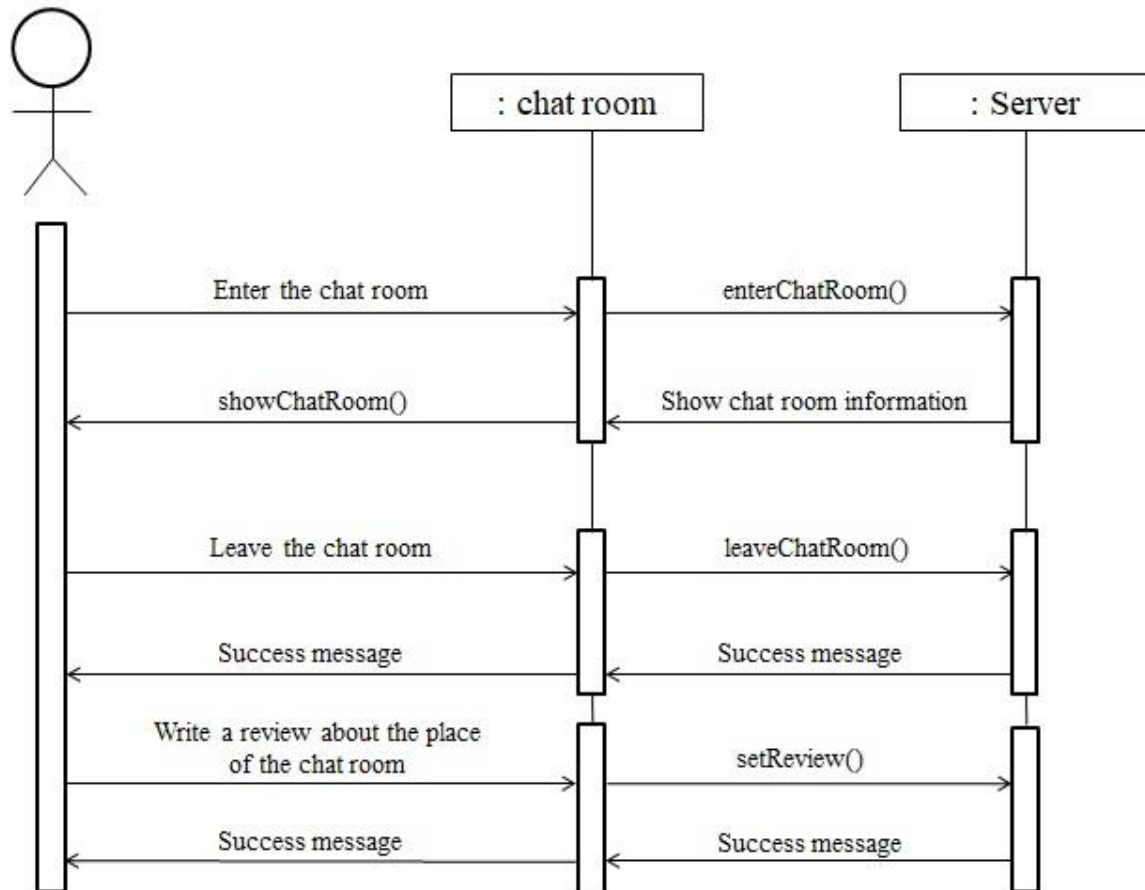 : chat room
: Server
Enter the chat room
enterChatRoom()
showChatRoom()
Show chat room information
Leave the chat room
leaveChatRoom()
Success message
Success message
Write a review about the place
of the chat room
setReview()
Success message
Success message